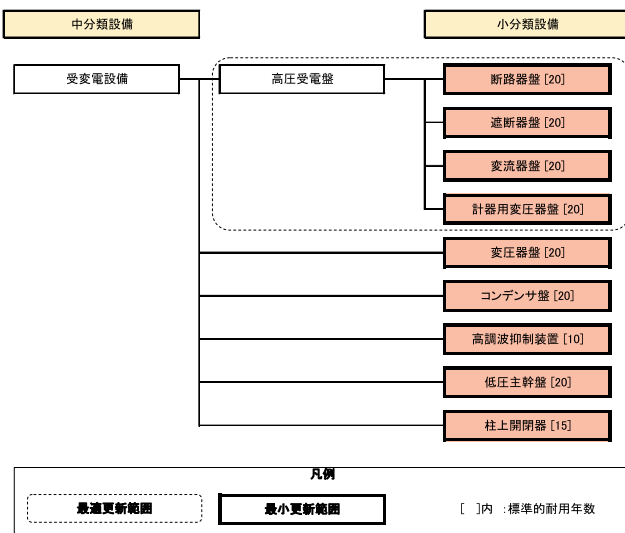 中分類設備
小分類設備
受変電設備
高圧受電盤
断路器盤 [20]
遮断器盤 [20]
変流器盤 [20]
計器用変圧器盤 [20]
変圧器盤 [20]
コンデンサ盤 [20]
高調波抑制装置 [10]
低圧主幹盤 [20]
柱上開閉器 [15]
凡例
最適更新範囲
最小更新範囲
[ ]内 :標準的耐用年数